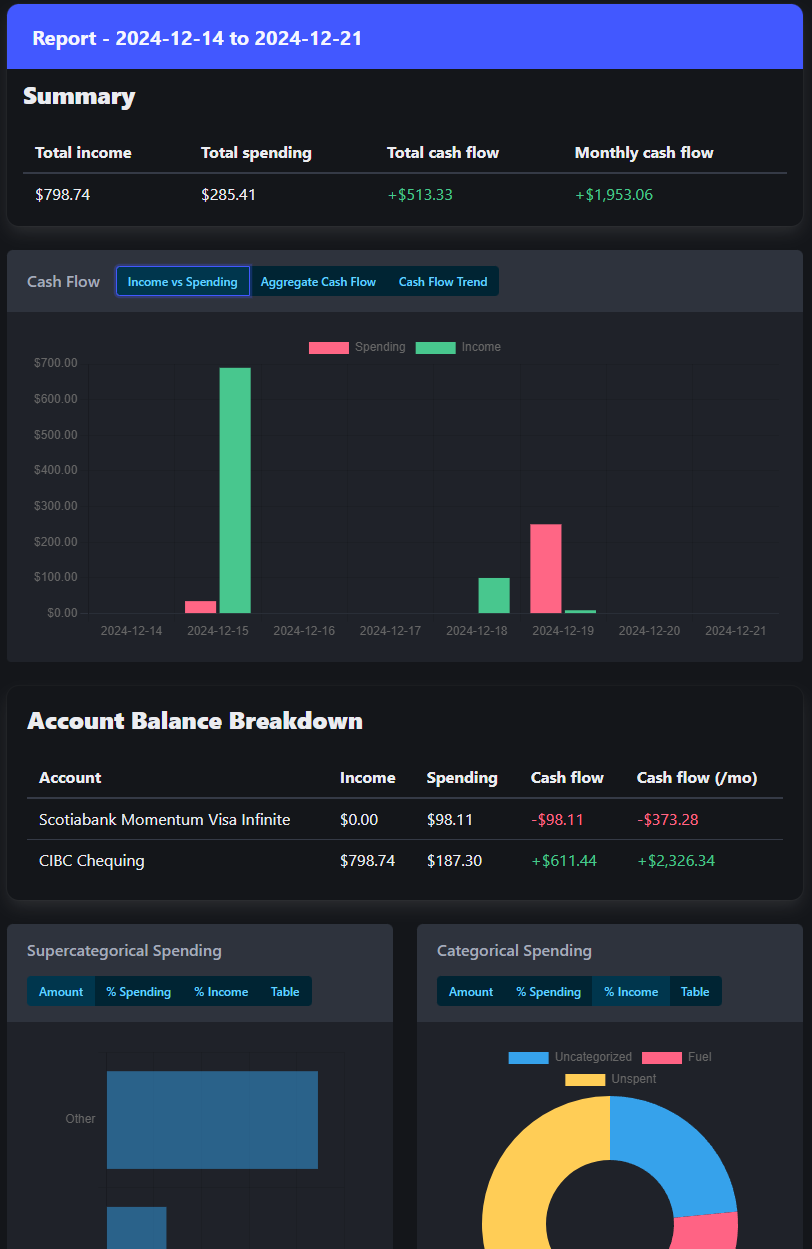 Report - 2024-12-14 to 2024-12-21
Summary
Total income Total spending Total cash flow Monthly cash flow
$798.74 $285.41 +$513.33 +$1,953.06
Cash Flow Income vs Spending Aggregate Cash Flow Cash Flow Trend
Spending Income
$700.00
$600.00
$500.00
$400.00
$300.00
$200.00
$100.00
$0.00
2024-12-14 2024-12-15 2024-12-16 2024-12-17 2024-12-18 2024-12-19 2024-12-20 2024-12-21
Account Balance Breakdown
Account Income Spending Cash flow Cash flow (/mo)
Scotiabank Momentum Visa Infinite $0.00 $98.11 -$98.11 -$373.28
CIBC Chequing $798.74 $187.30 +$611.44 +$2,326.34
Supercategorical Spending
Amount % Spending % Income Table
Other
Categorical Spending
Amount % Spending % Income Table
Uncategorized Fuel
Unspent